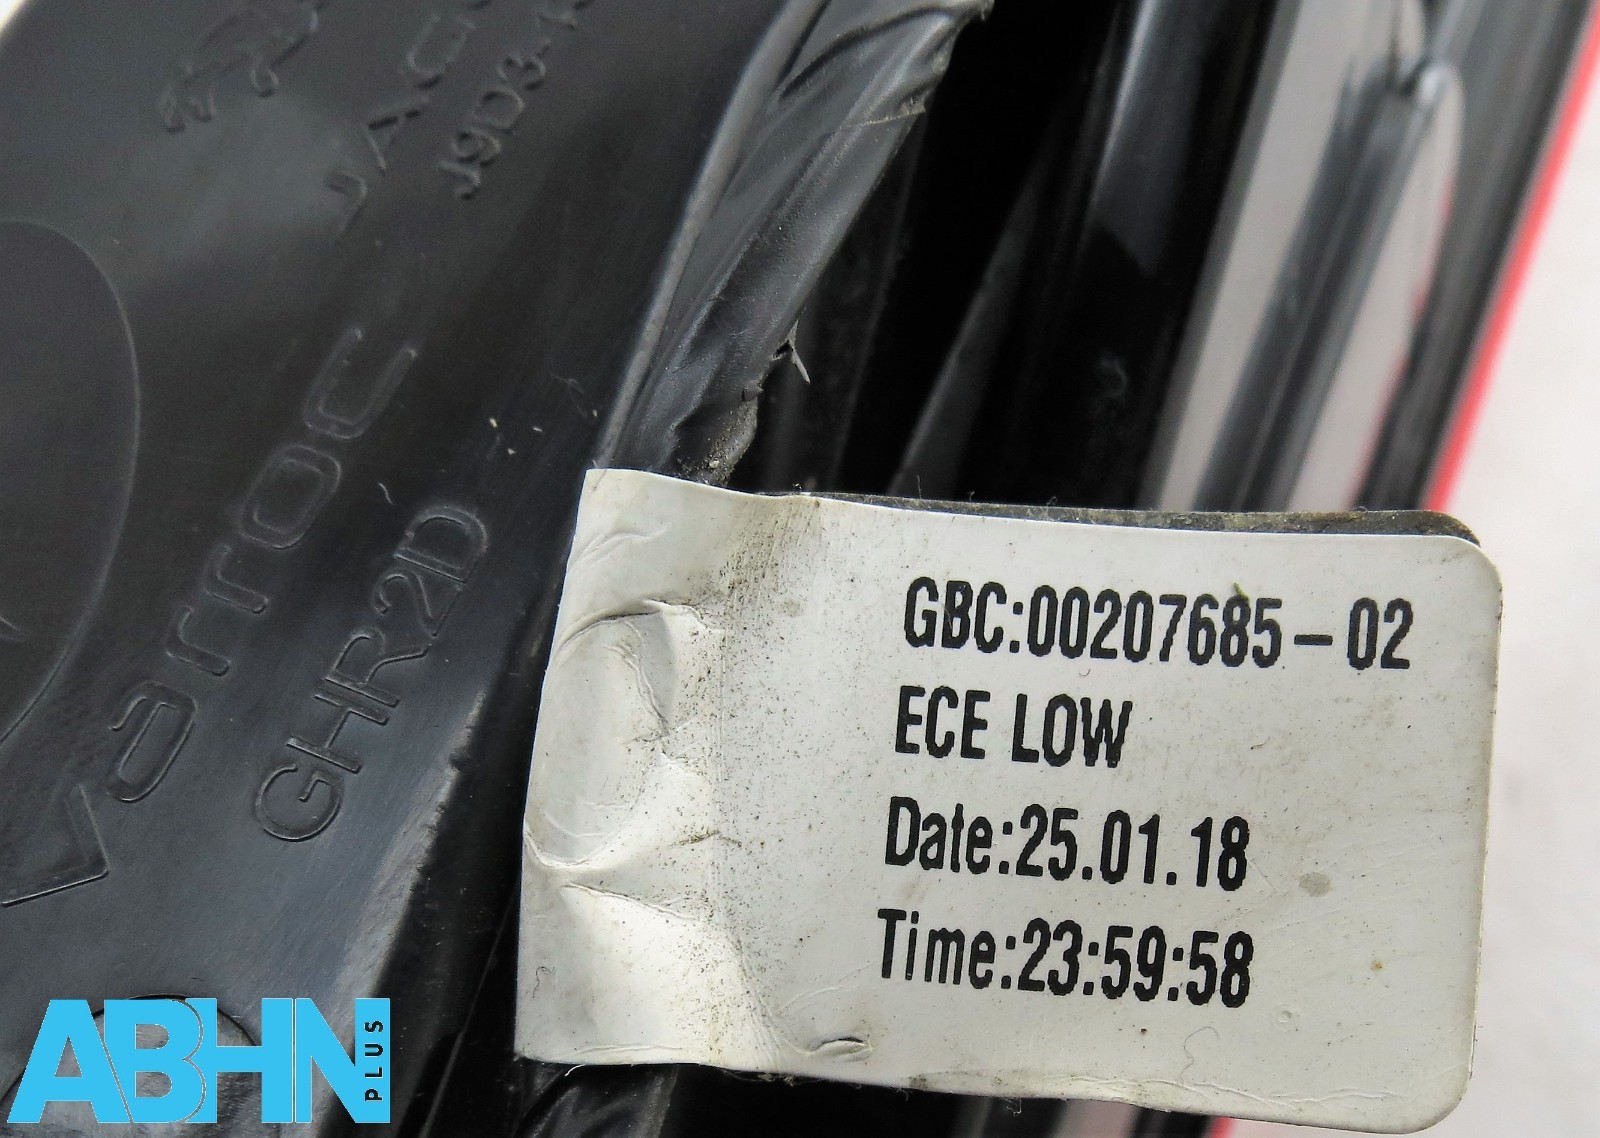 varroc
GHR2D
GBC:00207685-02
ECE LOW
Date:25.01.18
Time:23:59:58
ABHN
PLUS